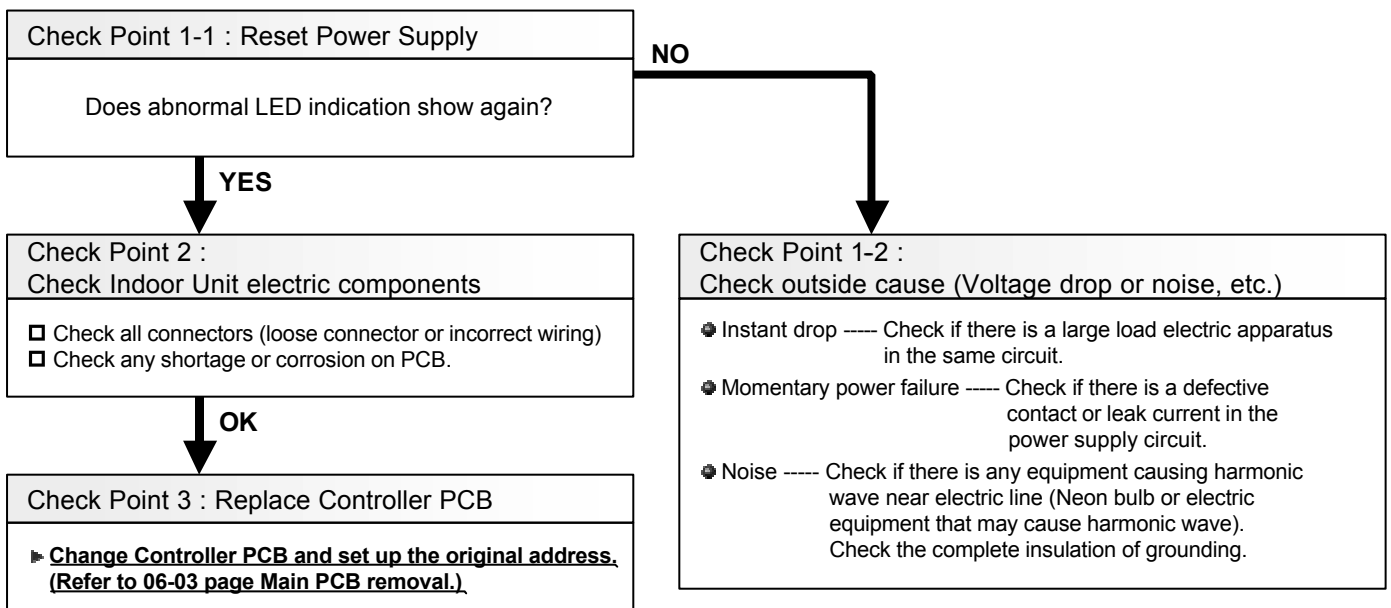 Check Point 1-1 : Reset Power Supply
Does abnormal LED indication show again?
NO
YES
Check Point 2 :
Check Indoor Unit electric components
Check all connectors (loose connector or incorrect wiring)
Check any shortage or corrosion on PCB.
OK
Check Point 3 : Replace Controller PCB
Change Controller PCB and set up the original address.
(Refer to 06-03 page Main PCB removal.)
Check Point 1-2 :
Check outside cause (Voltage drop or noise, etc.)
Instant drop ----- Check if there is a large load electric apparatus
in the same circuit.
Momentary power failure ----- Check if there is a defective
contact or leak current in the
power supply circuit.
Noise ----- Check if there is any equipment causing harmonic
wave near electric line (Neon bulb or electric
equipment that may cause harmonic wave).
Check the complete insulation of grounding.